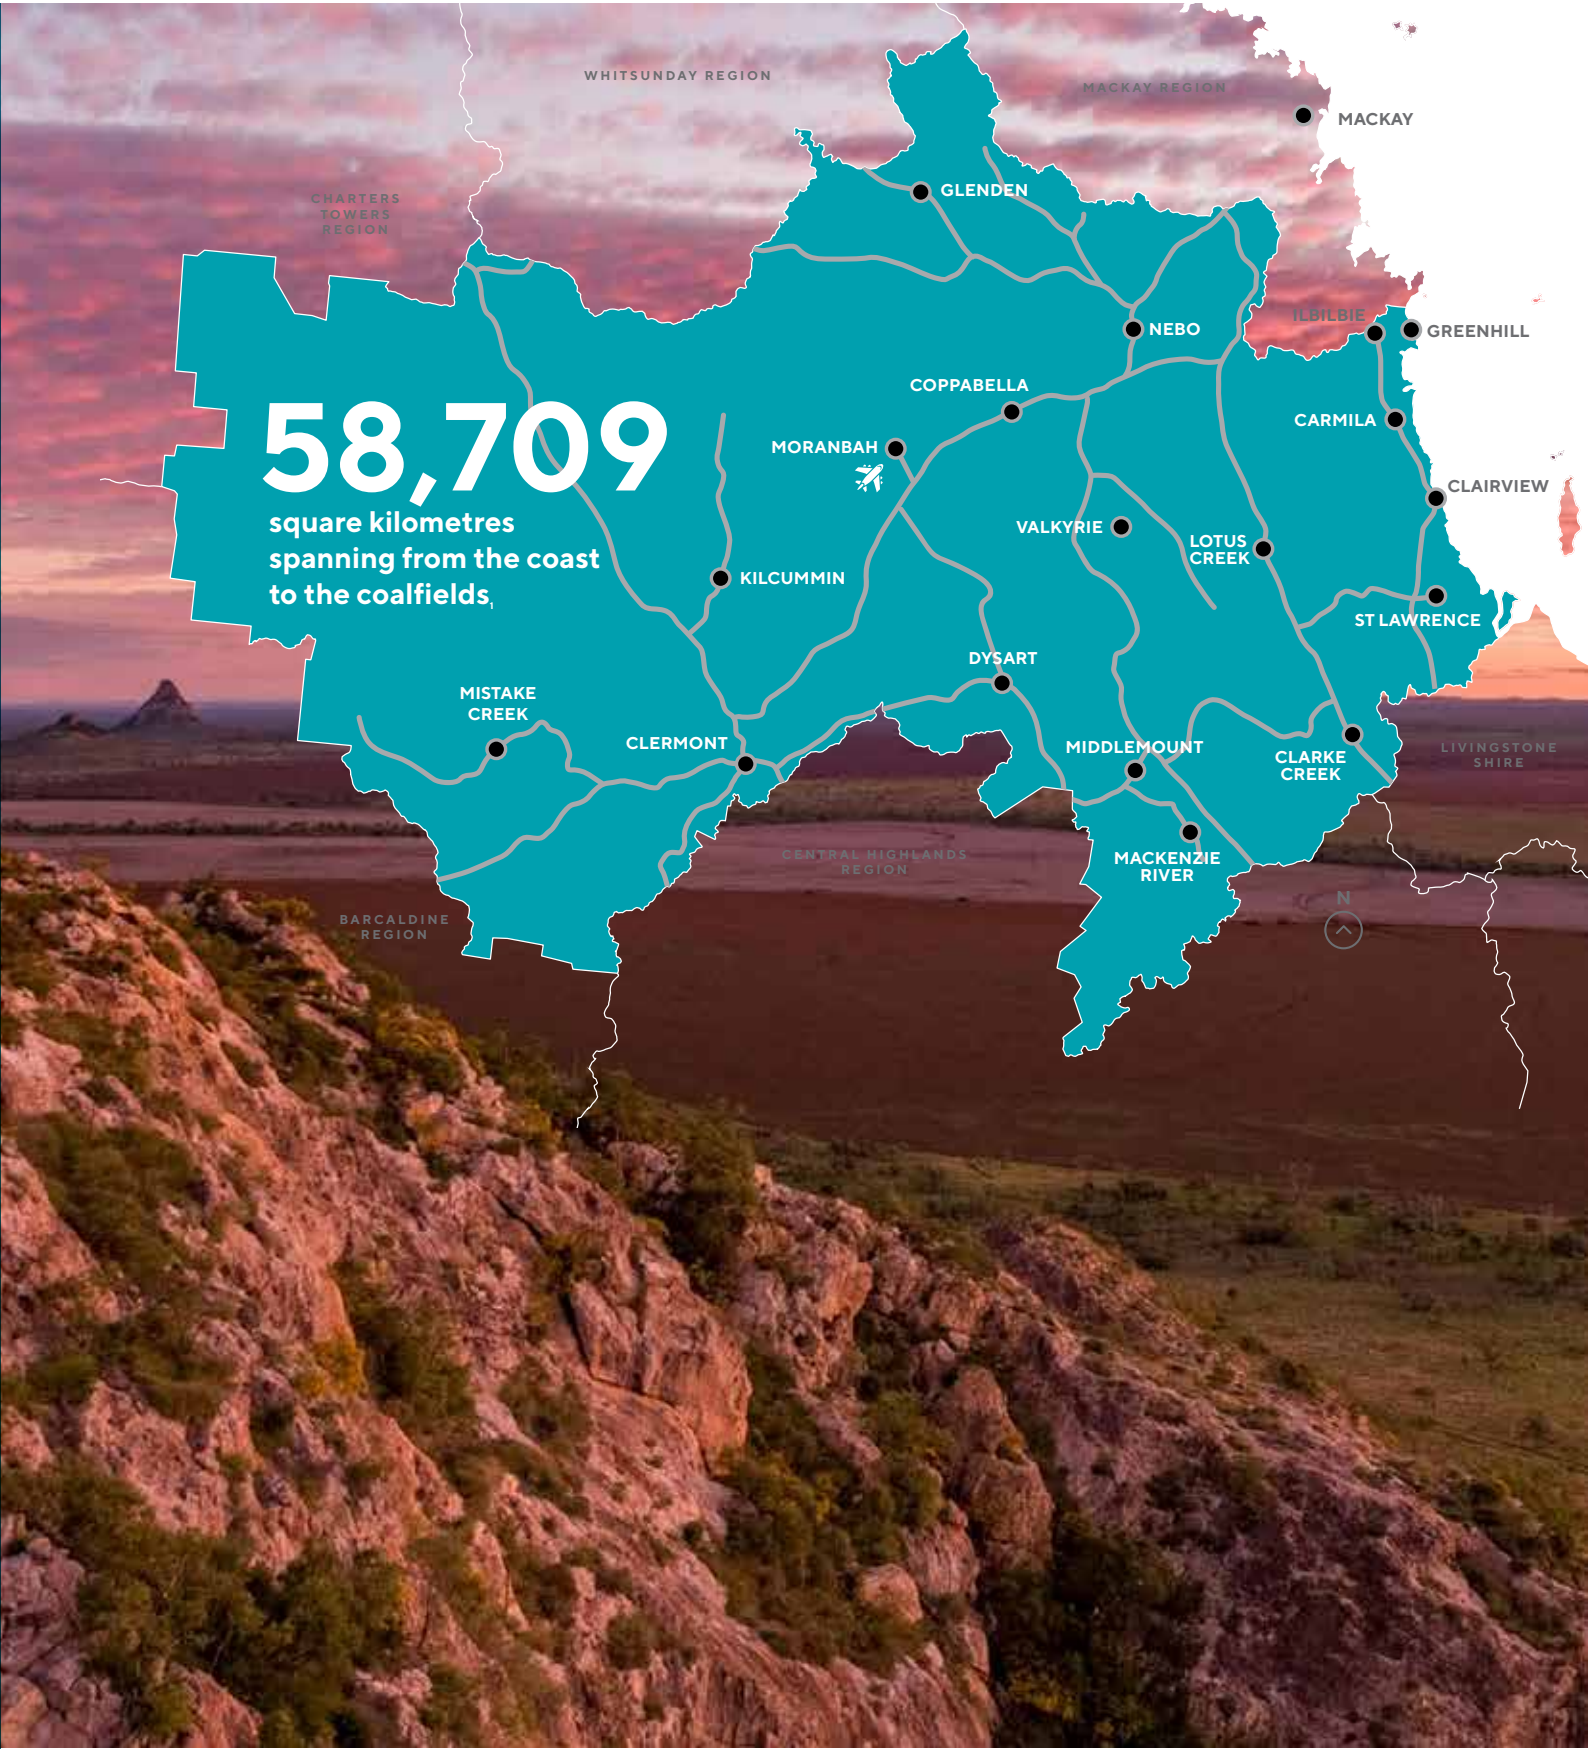 WHITSUNDAY REGION
MACKAY REGION
MACKAY
CHARTERS
TOWERS
REGION
GLENDEN
ILBILBIE
GREENHILL
NEBO
COPPABELLA
CARMILA
58,709
square kilometres
spanning from the coast
to the coalfields1
MORANBAH
CLAIRVIEW
VALKYRIE
LOTUS
CREEK
KILCUMMIN
ST LAWRENCE
DYSART
MISTAKE
CREEK
CLERMONT
MIDDLEMOUNT
CLARKE
CREEK
LIVINGSTONE
SHIRE
CENTRAL HIGHLANDS
REGION
MACKENZIE
RIVER
BARCALDINE
REGION
N